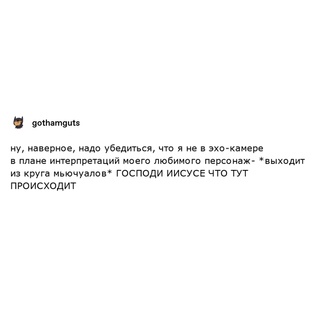 gothamguts
ну, наверное, надо убедиться, что я не в эхо-камере
в плане интерпретаций моего любимого персонаж- *выходит
из круга мьючуалов* ГОСПОДИ ИИСУСЕ ЧТО ТУТ
ПРОИСХОДИТ